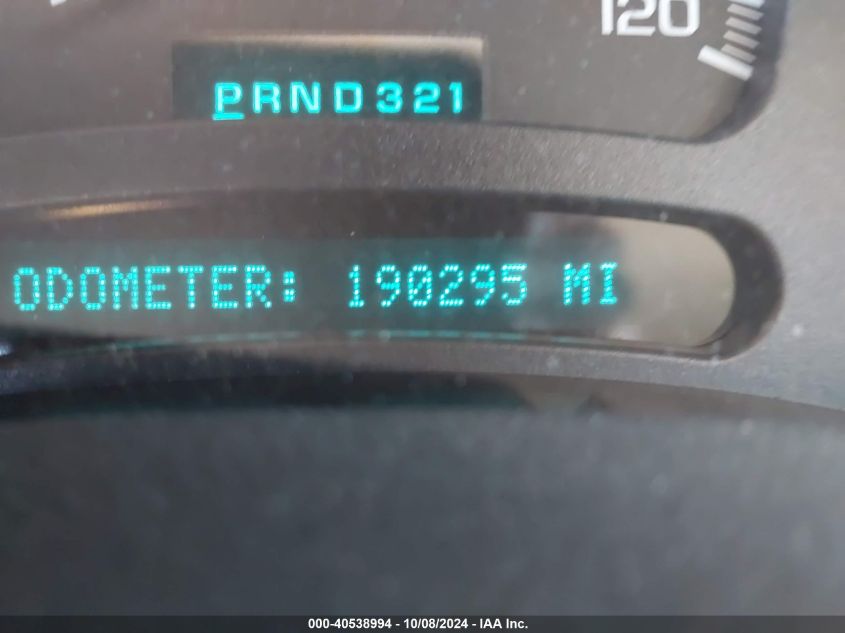 120
PRND321
ODOMETER: 190295 MI
000-40538994 - 10/08/2024 - IAA Inc.